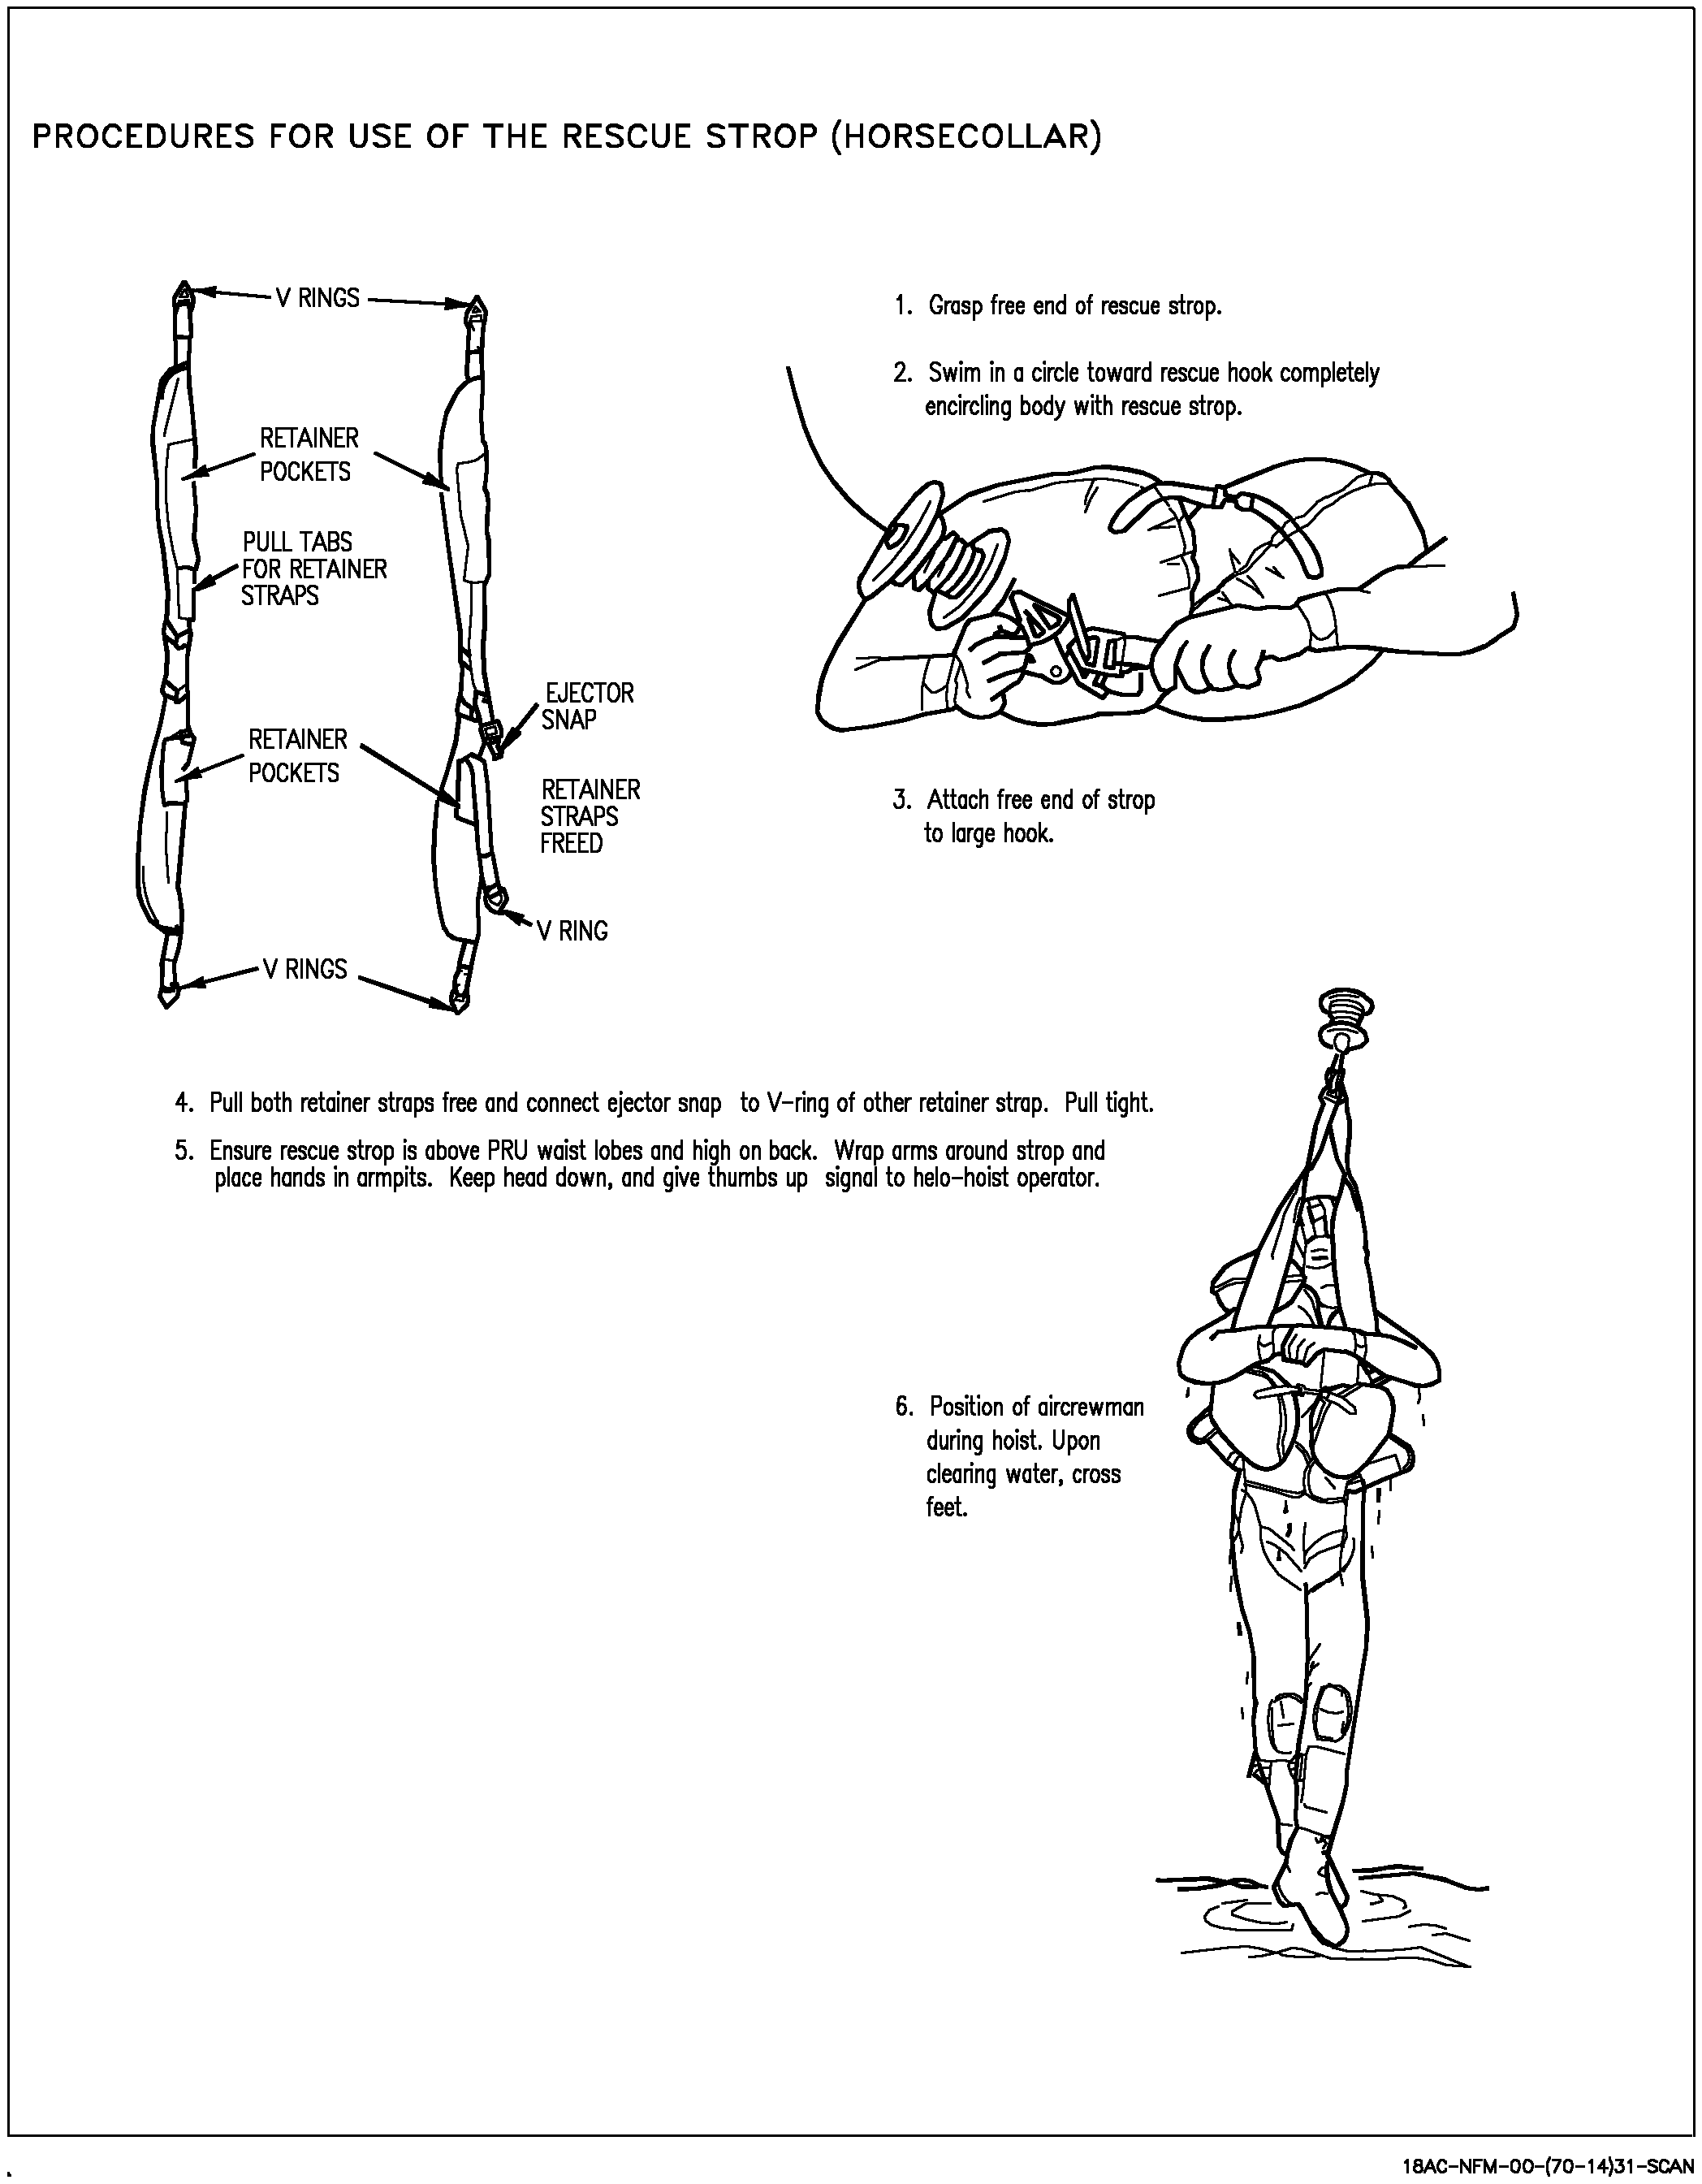 PROCEDURES FOR USE OF THE RESCUE STROP (HORSECOLLAR)
V RINGS
RETAINER
POCKETS
PULL TABS
FOR RETAINER
STRAPS
EJECTOR
SNAP
RETAINER
POCKETS
RETAINER
STRAPS
FREED
V RING
V RINGS
1. Grasp free end of rescue strop.
2. Swim in a circle toward rescue hook completely
encircling body with rescue strop.
3. Attach free end of strop
to large hook.
4. Pull both retainer straps free and connect ejector snap to V-ring of other retainer strap. Pull tight.
5. Ensure rescue strop is above PRU waist lobes and high on back. Wrap arms around strop and
place hands in armpits. Keep head down, and give thumbs up signal to helo-hoist operator.
6. Position of aircrewman
during hoist. Upon
clearing water, cross
feet.
18AC-NFM-00-(70-14)31-SCAN